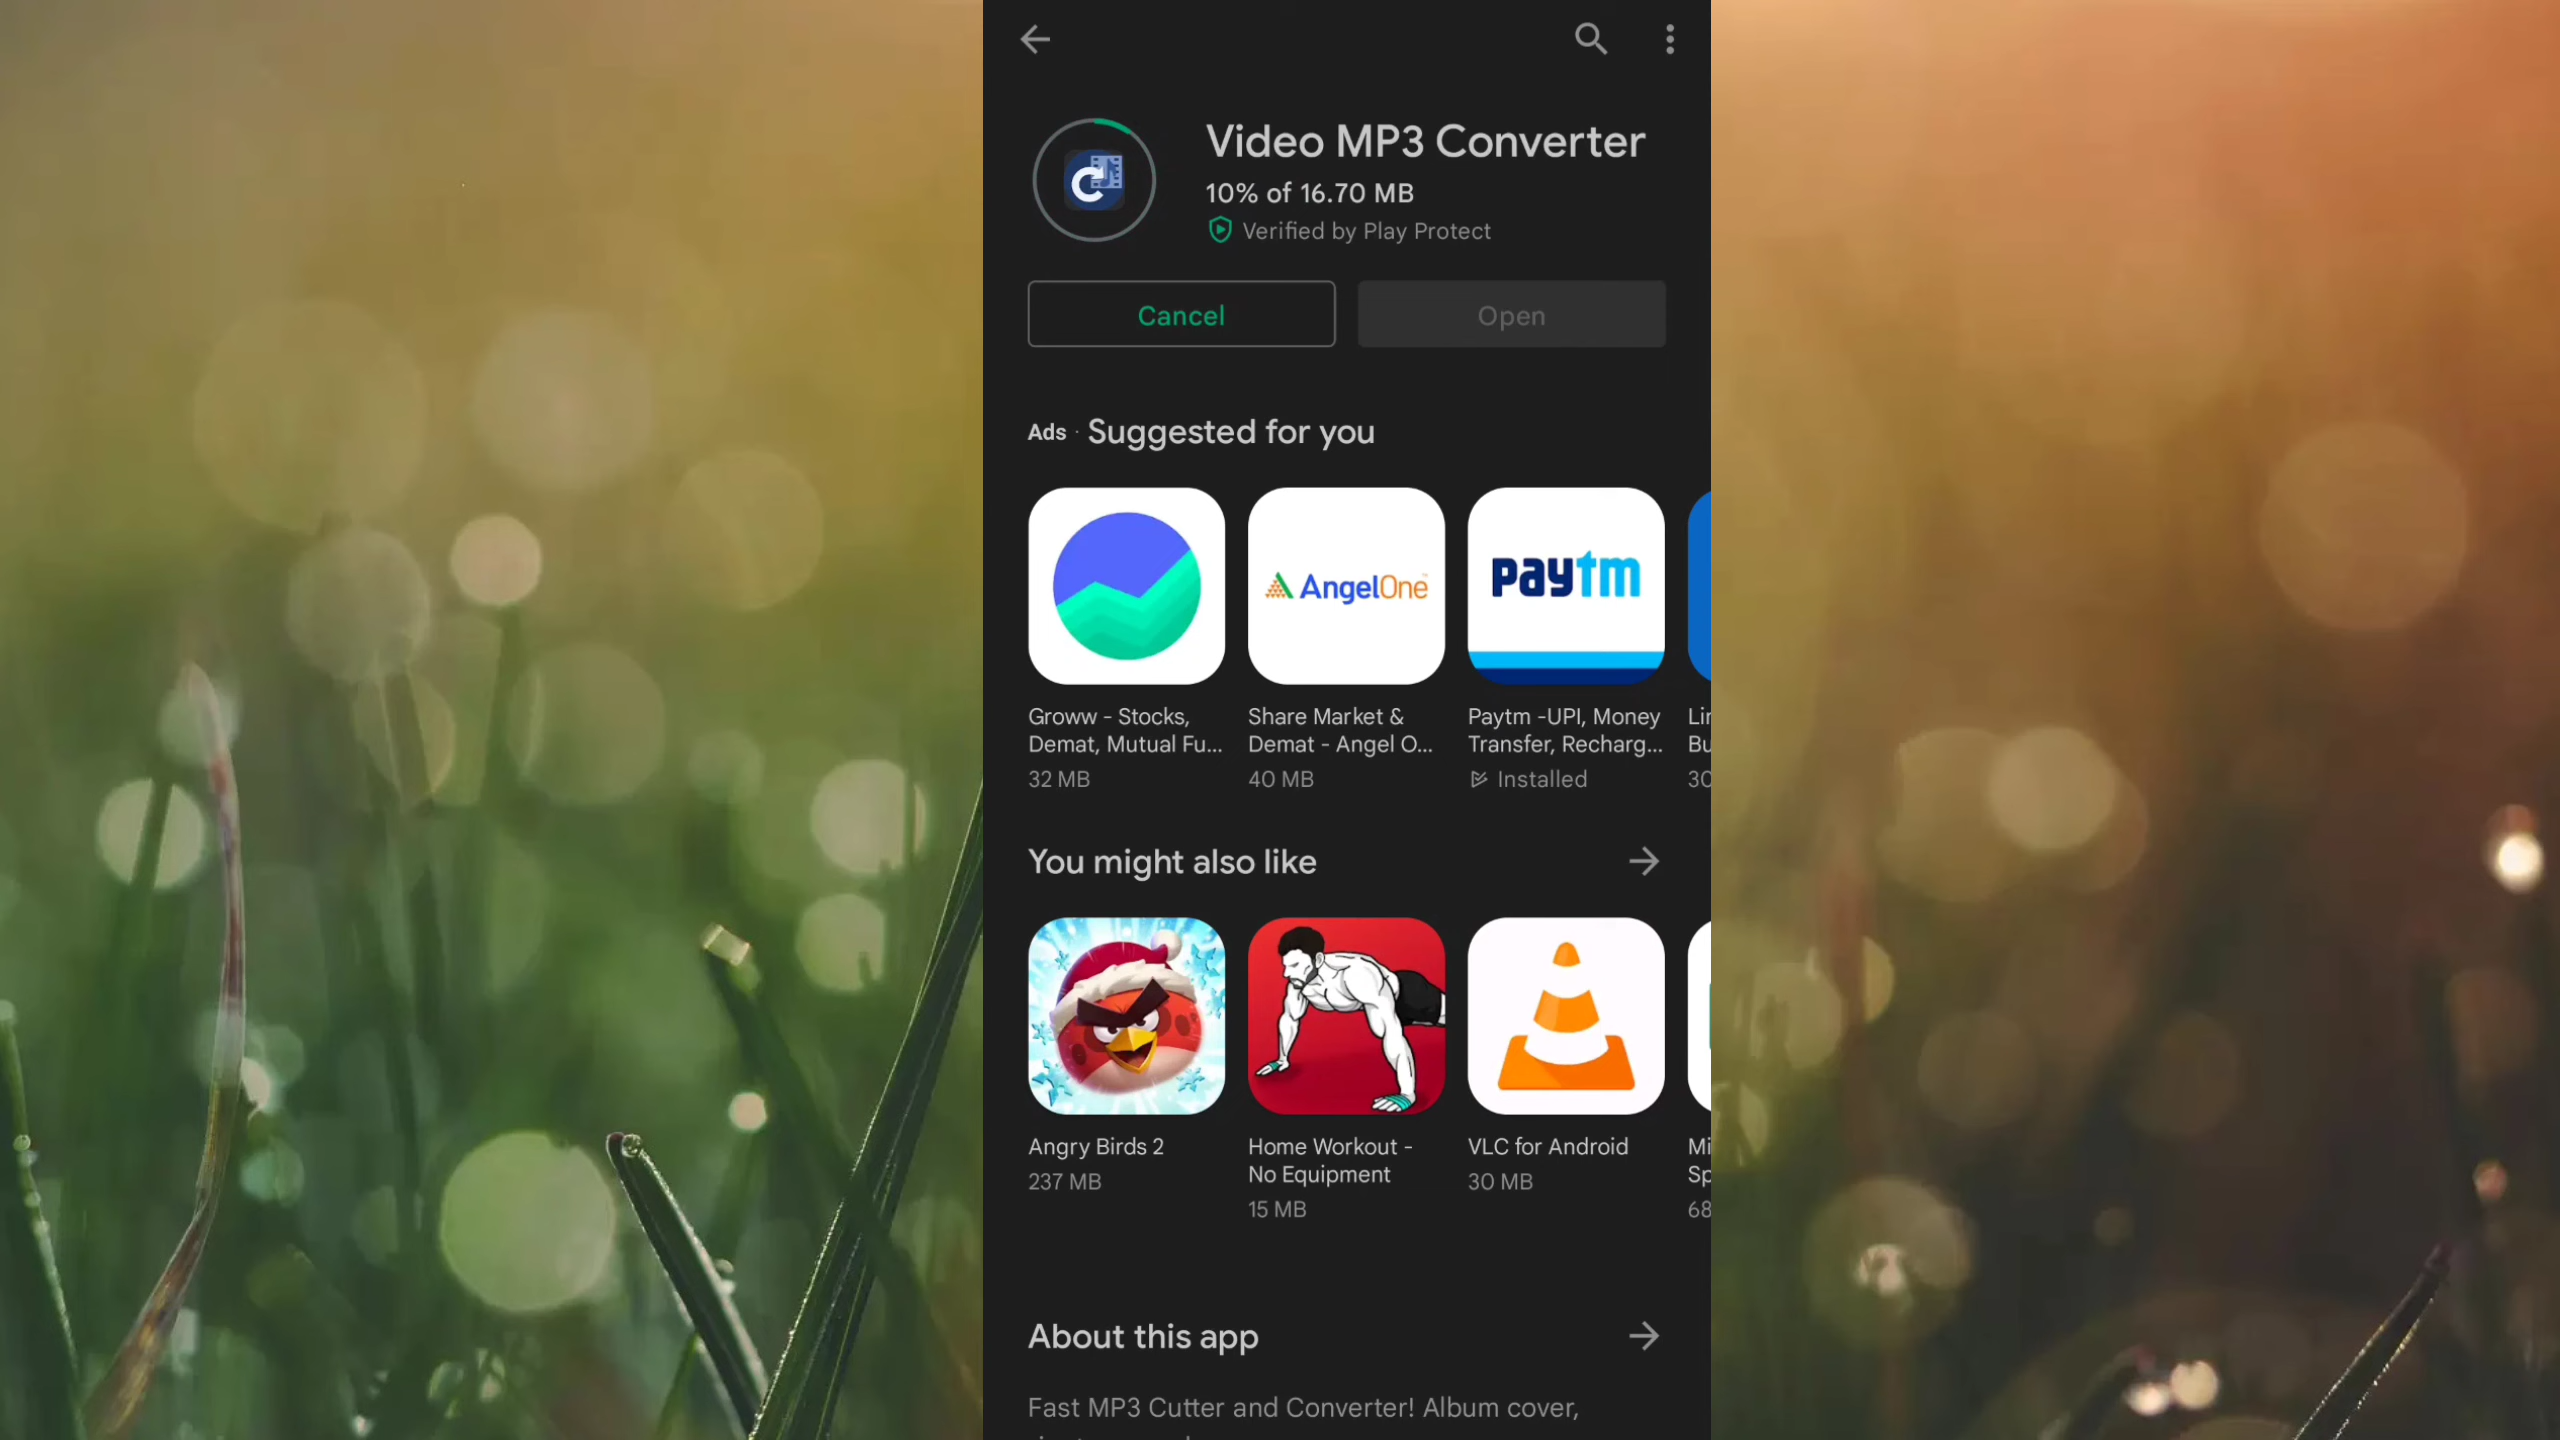 Video MP3 Converter
10% of 16.70 MB
Verified by Play Protect
Cancel
Open
Ads · Suggested for you
AngelOne
paytm
Groww - Stocks,
Demat, Mutual Fu...
32 MB
Share Market &
Demat - Angel O...
40 MB
Paytm -UPI, Money
Transfer, Recharg...
Installed
You might also like
Angry Birds 2
237 MB
Home Workout -
No Equipment
15 MB
VLC for Android
30 MB
About this app
Fast MP3 Cutter and Converter! Album cover,